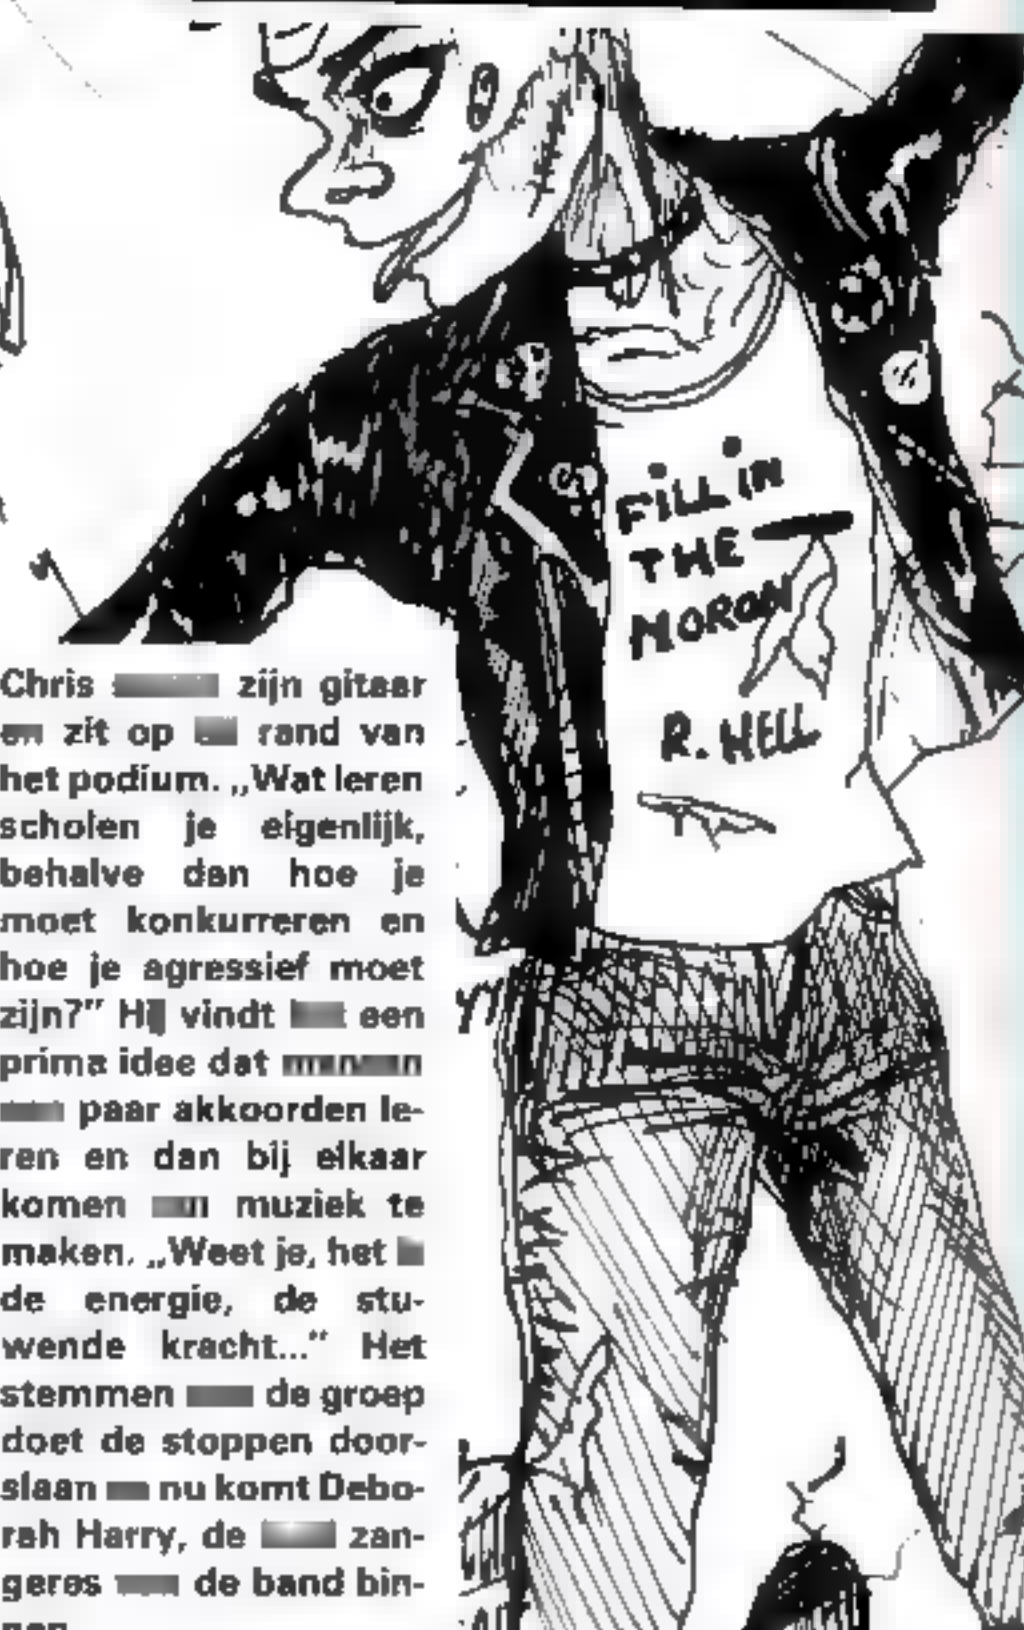 FILL IN
THE
MORON
R. HELL
Chris zijn gitaar
zit op rand van
het podium. „Wat leren
scholen je eigenlijk,
behalve dan hoe je
moet konkurreren en
hoe je agressief moet
zijn?” Hij vindt een
prima idee dat
paar akkoorden le-
ren en dan bij elkaar
komen muziek te
maken. „Weet je, het
de energie, de stu-
wende kracht...” Het
stemmen de groep
doet de stoppen door-
slaan nu komt Debo-
rah Harry, de zan-
geres de band bin-